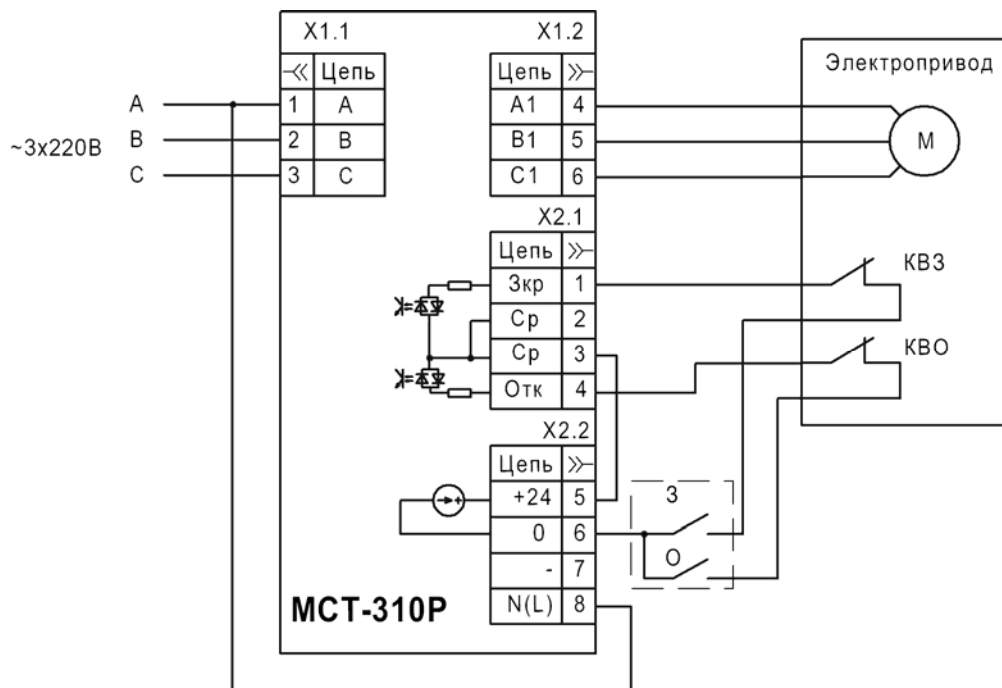 X1.1
X1.2
Цепь
Цепь
Электропривод
A
1
A
A1
4
~3x220В
B
2
B
B1
5
M
C
3
C
C1
6
X2.1
Цепь
Зкр
1
КВЗ
Ср
2
Ср
3
КВО
Отк
4
X2.2
Цепь
+24
5
З
0
6
О
-
7
МСТ-310Р
N(L)
8